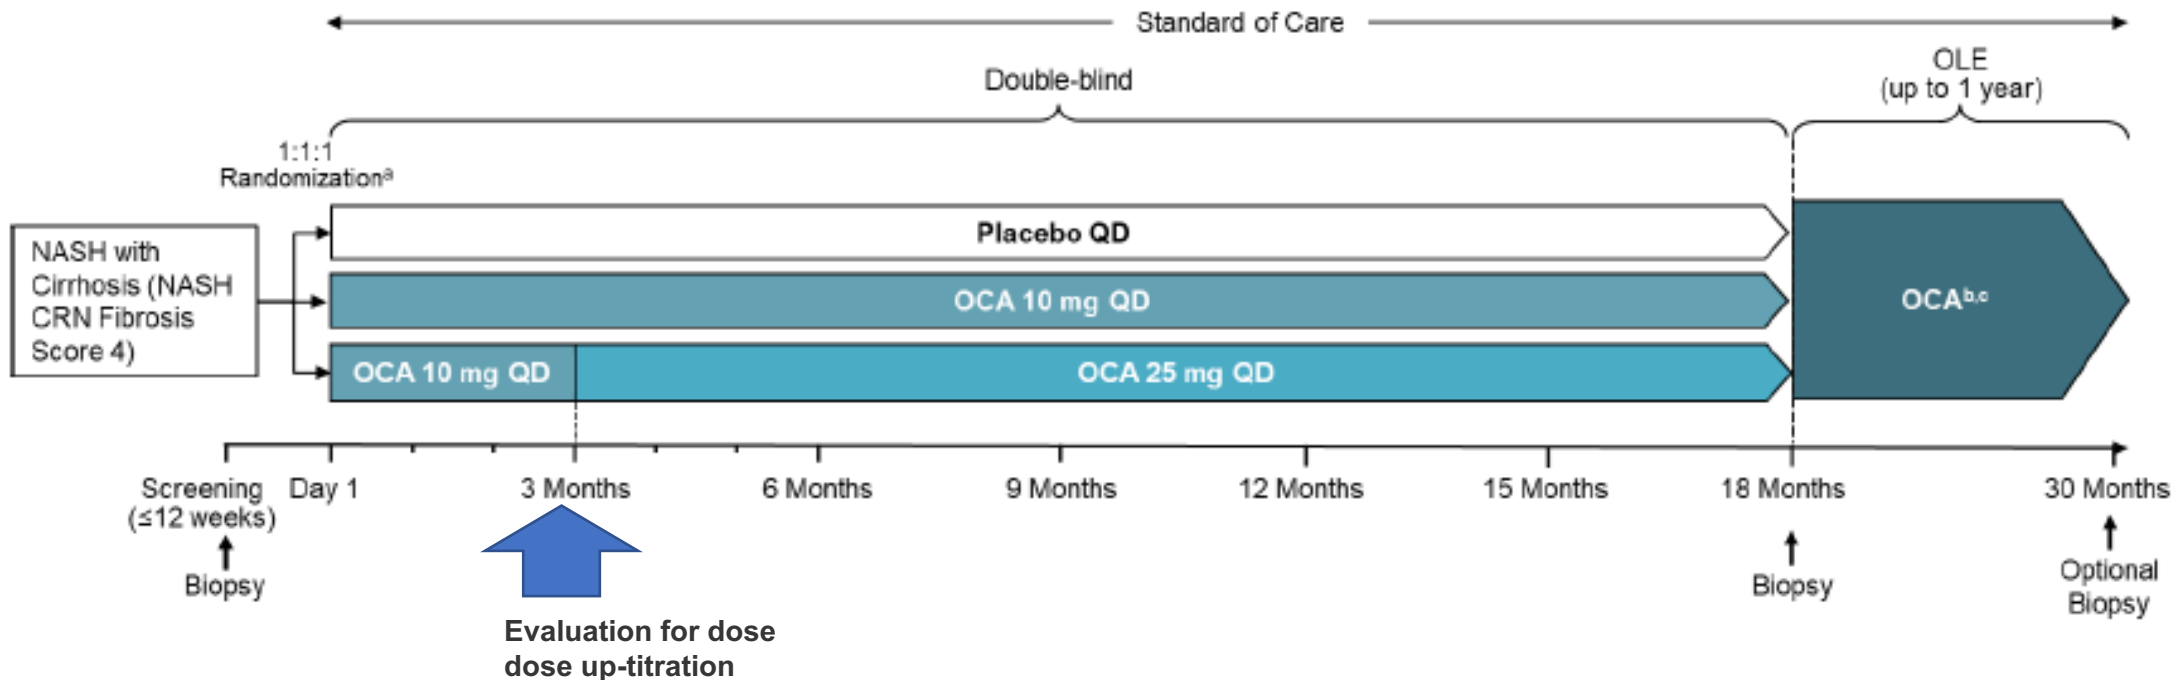 Standard of Care
Double-blind
OLE
(up to 1 year)
1:1:1
Randomizationᵃ
NASH with
Cirrhosis (NASH
CRN Fibrosis
Score 4)
Placebo QD
OCA 10 mg QD
OCA 10 mg QD
OCA 25 mg QD
OCAᵇ,ᶜ
Screening
(≤12 weeks)
Day 1
3 Months
6 Months
9 Months
12 Months
15 Months
18 Months
30 Months
Biopsy
Biopsy
Optional
Biopsy
Evaluation for dose
dose up-titration